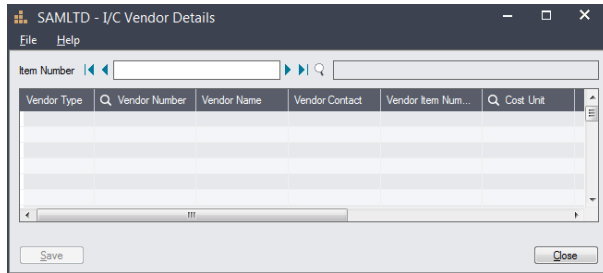 SAMLTD - I/C Vendor Details
File Help
Item Number
Vendor Type Vendor Number Vendor Name Vendor Contact Vendor Item Num... Cost Unit
Save Close